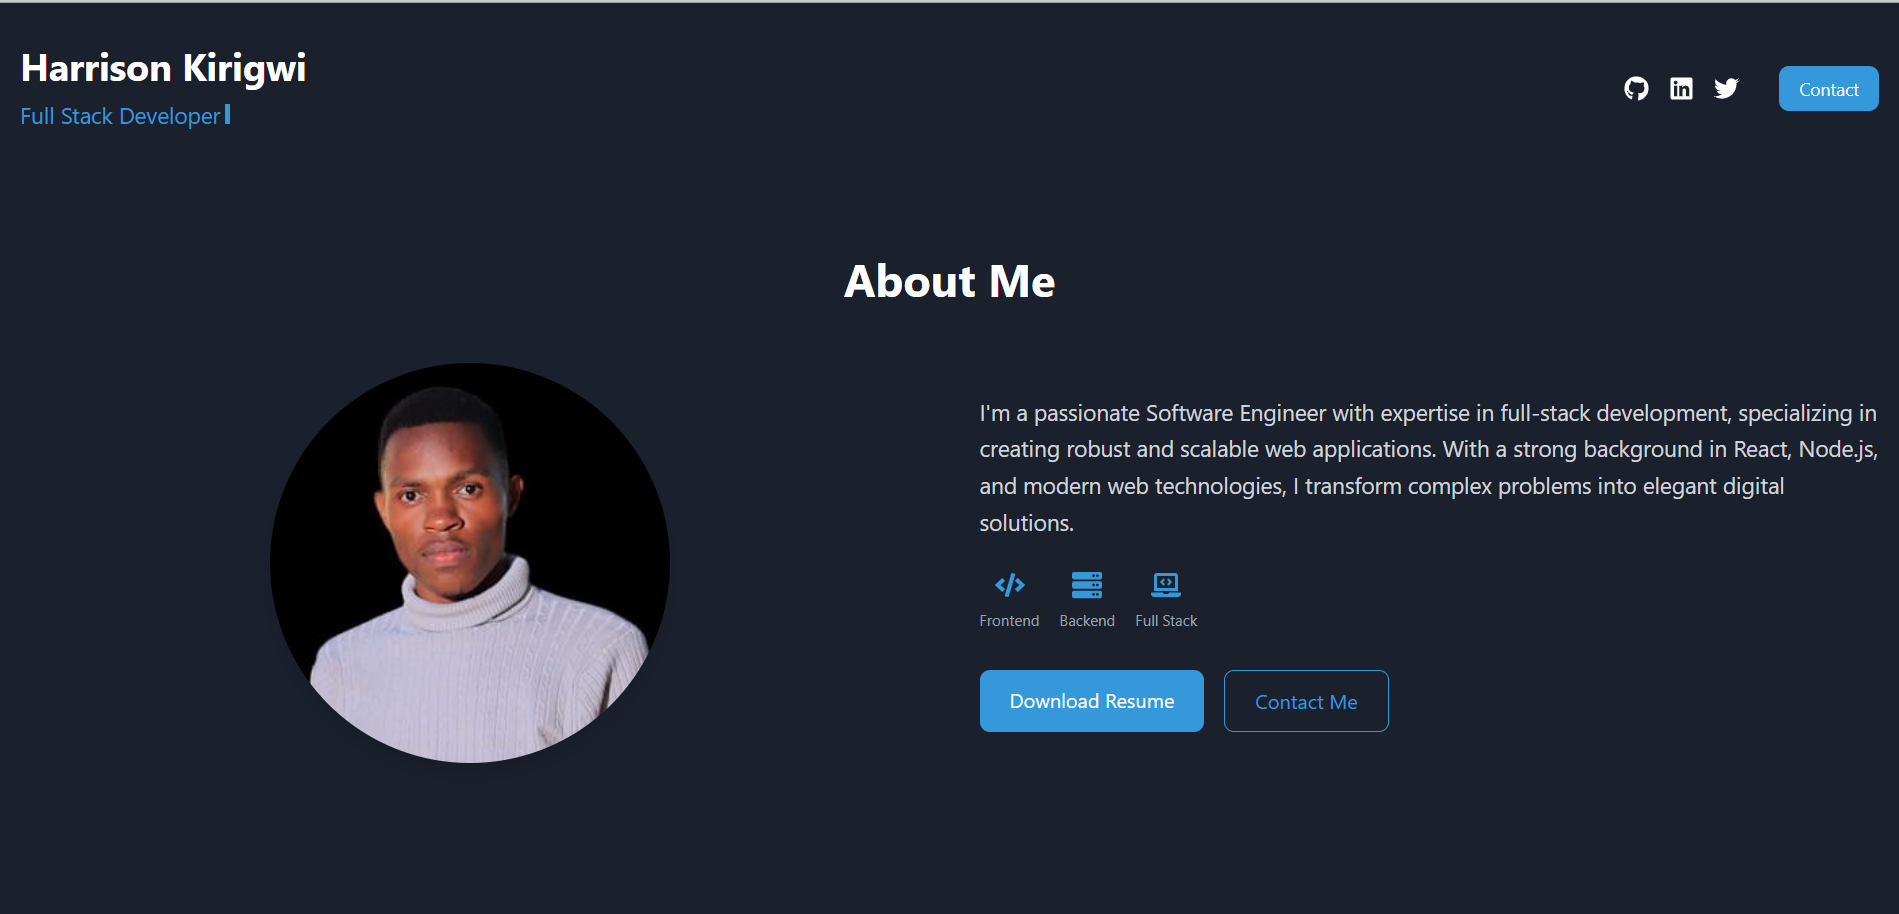 Harrison Kirigwi
Full Stack Developer
Contact
About Me
I'm a passionate Software Engineer with expertise in full-stack development, specializing in
creating robust and scalable web applications. With a strong background in React, Node.js,
and modern web technologies, I transform complex problems into elegant digital
solutions.
Frontend Backend Full Stack
Download Resume Contact Me